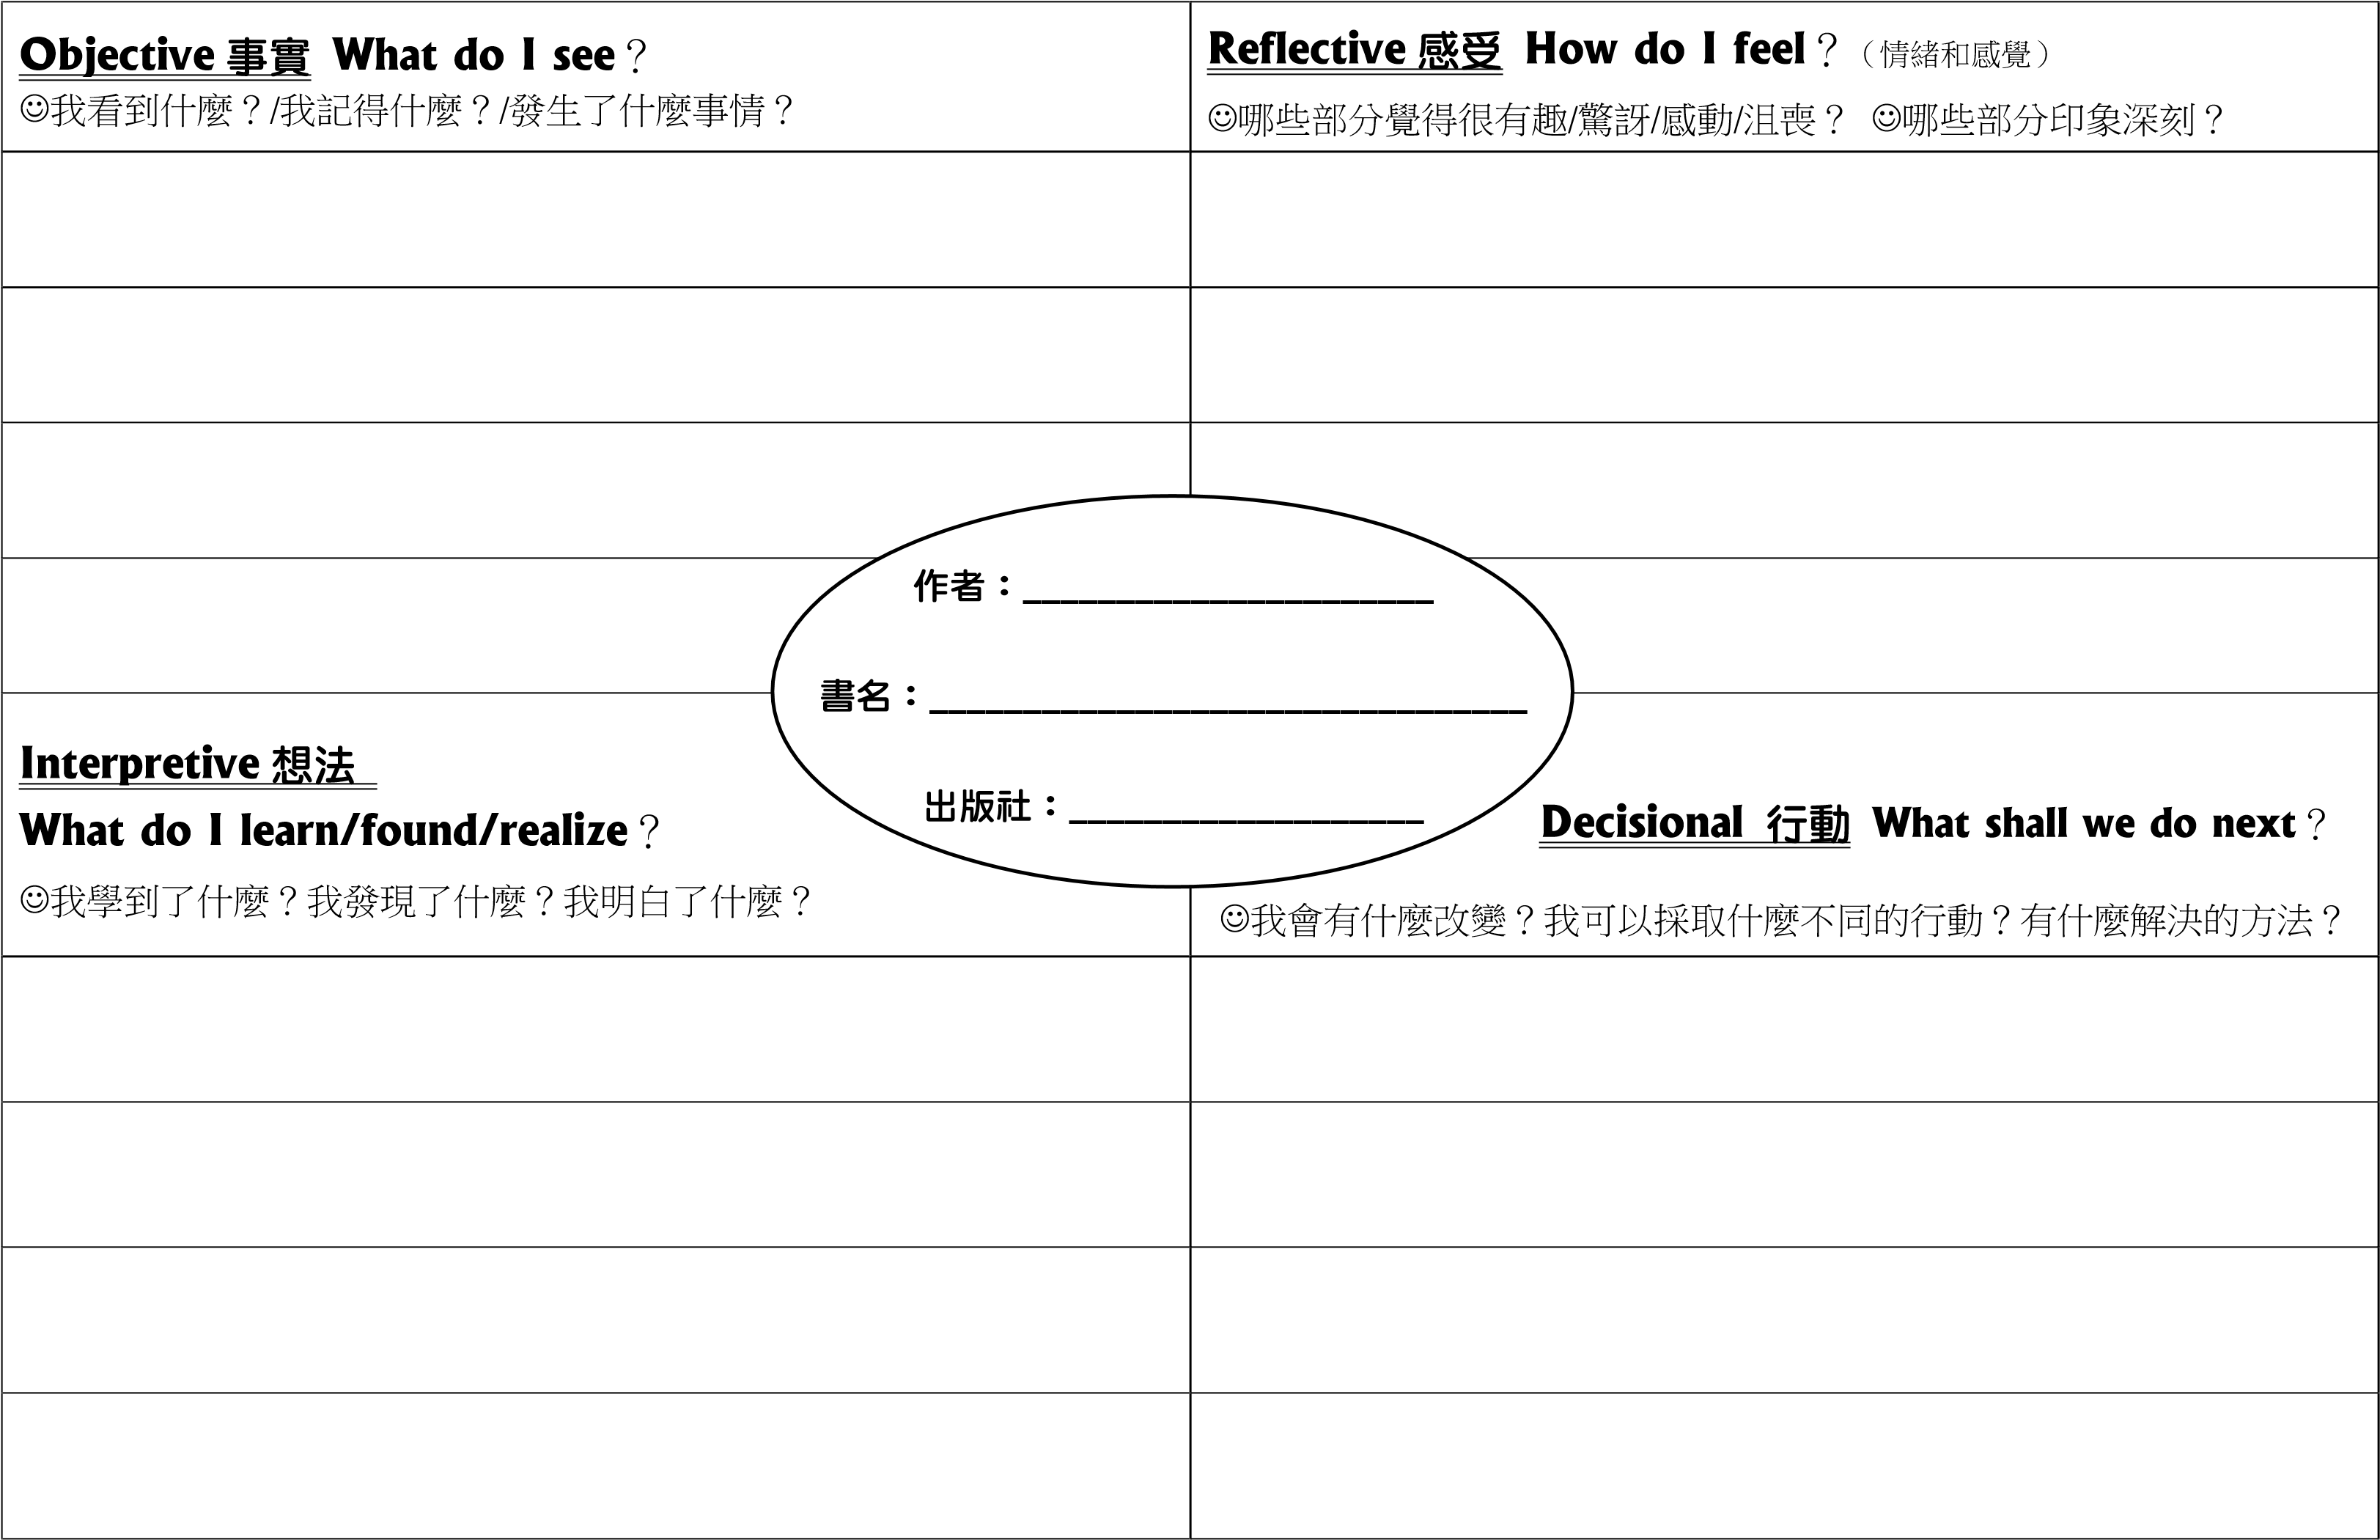 Objective 事實 What do I see？
☺我看到什麼？/我記得什麼？/發生了什麼事情？
Reflective 感受 How do I feel？（情緒和感覺）
☺哪些部分覺得很有趣/驚訝/感動/沮喪？ ☺哪些部分印象深刻？
作者：______________________
書名：________________________________
出版社：___________________
Interpretive 想法
What do I learn/found/realize？
☺我學到了什麼？我發現了什麼？我明白了什麼？
Decisional 行動 What shall we do next？
☺我會有什麼改變？我可以採取什麼不同的行動？有什麼解決的方法？